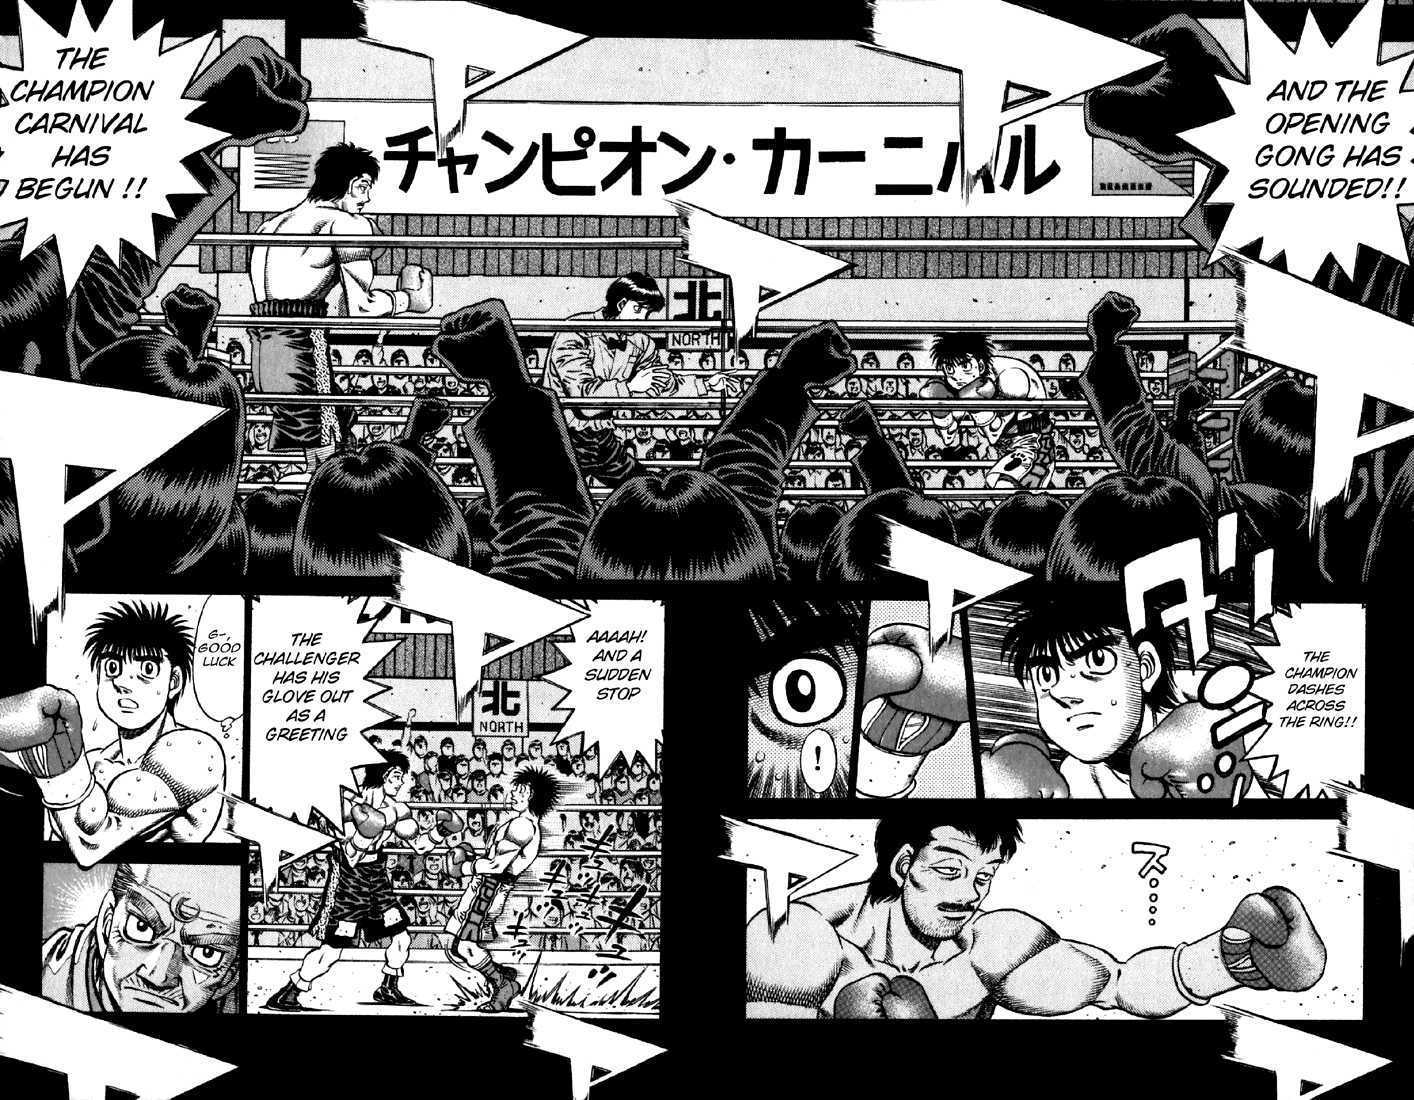 AND THE
OPENING
GONG HAS
SOUNDED!!
THE
CHAMPION
CARNIVAL
HAS
BEGUN!!
チャンピオン・カーニバル
北
NORTH
THE
CHAMPION
DASHES
ACROSS
THE RING!!
ダッ
!
ズ
AAAAH!
AND A
SUDDEN
STOP
北
NORTH
THE
CHALLENGER
HAS HIS
GLOVE OUT
AS A
GREETING
G-,
GOOD
LUCK